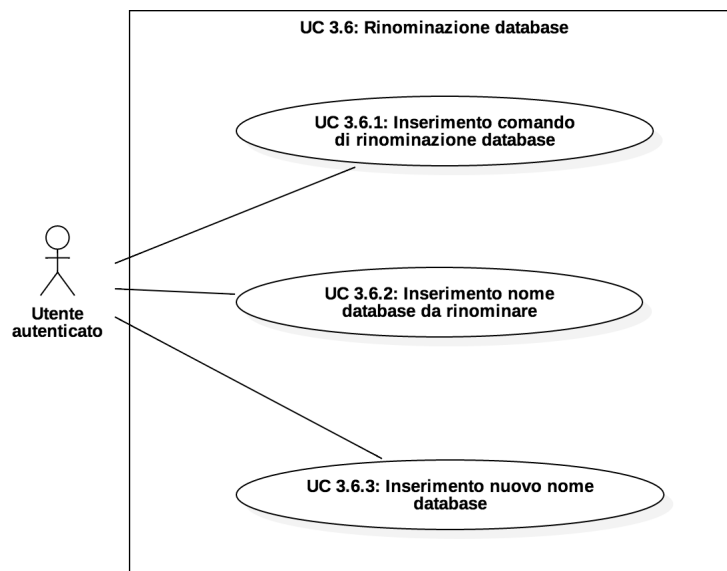 UC 3.6: Rinominazione database
UC 3.6.1: Inserimento comando
di rinominazione database
UC 3.6.2: Inserimento nome
database da rinominare
Utente
autenticato
UC 3.6.3: Inserimento nuovo nome
database